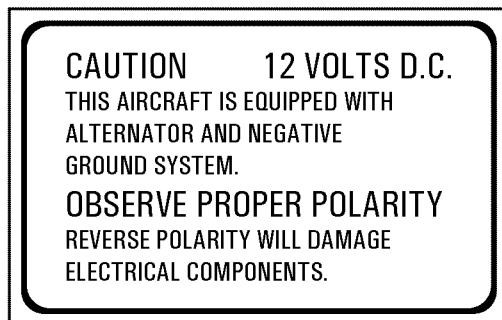 CAUTION 12 VOLTS D.C.
THIS AIRCRAFT IS EQUIPPED WITH
ALTERNATOR AND NEGATIVE
GROUND SYSTEM.
OBSERVE PROPER POLARITY
REVERSE POLARITY WILL DAMAGE
ELECTRICAL COMPONENTS.